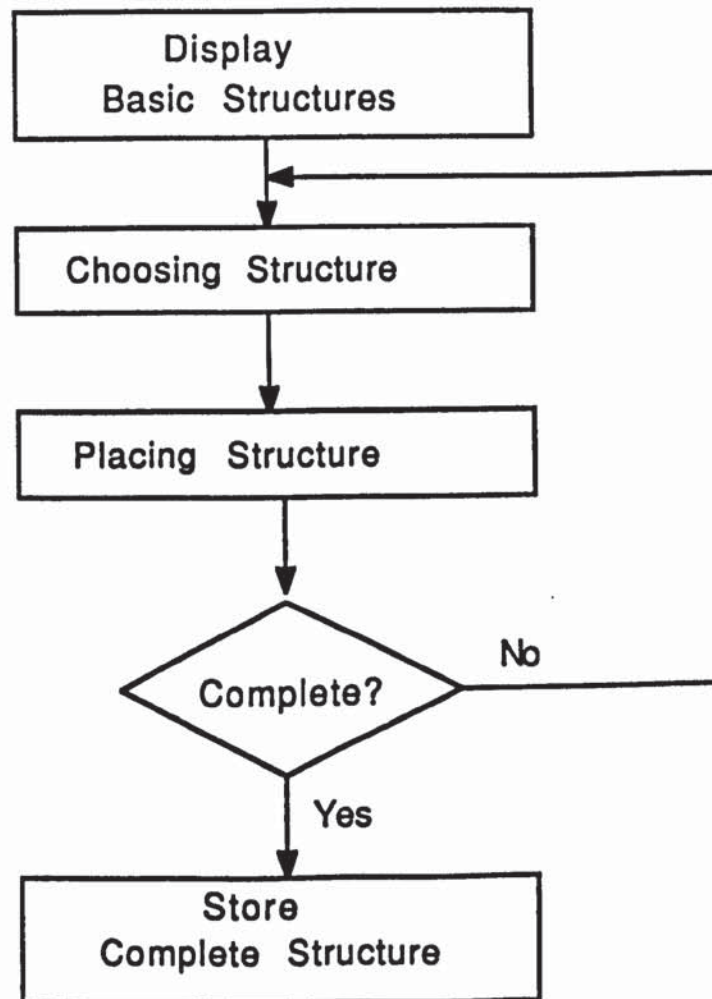 Display
Basic Structures
Choosing Structure
Placing Structure
Complete?
No
Yes
Store
Complete Structure